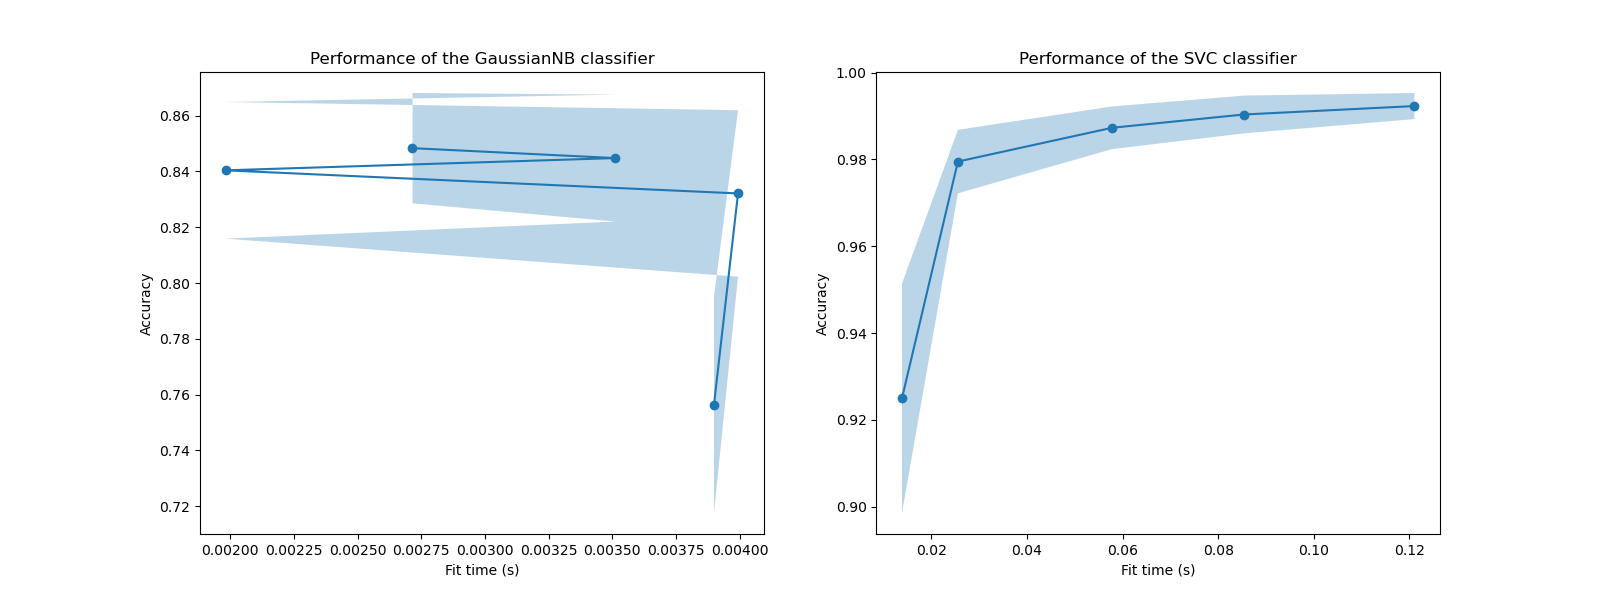 Performance of the GaussianNB classifier
0.86
0.84
0.82
0.80
0.78
0.76
0.74
0.72
Accuracy
0.00200 0.00225 0.00250 0.00275 0.00300 0.00325 0.00350 0.00375 0.00400
Fit time (s)
Performance of the SVC classifier
1.00
0.98
0.96
0.94
0.92
0.90
Accuracy
0.02 0.04 0.06 0.08 0.10 0.12
Fit time (s)